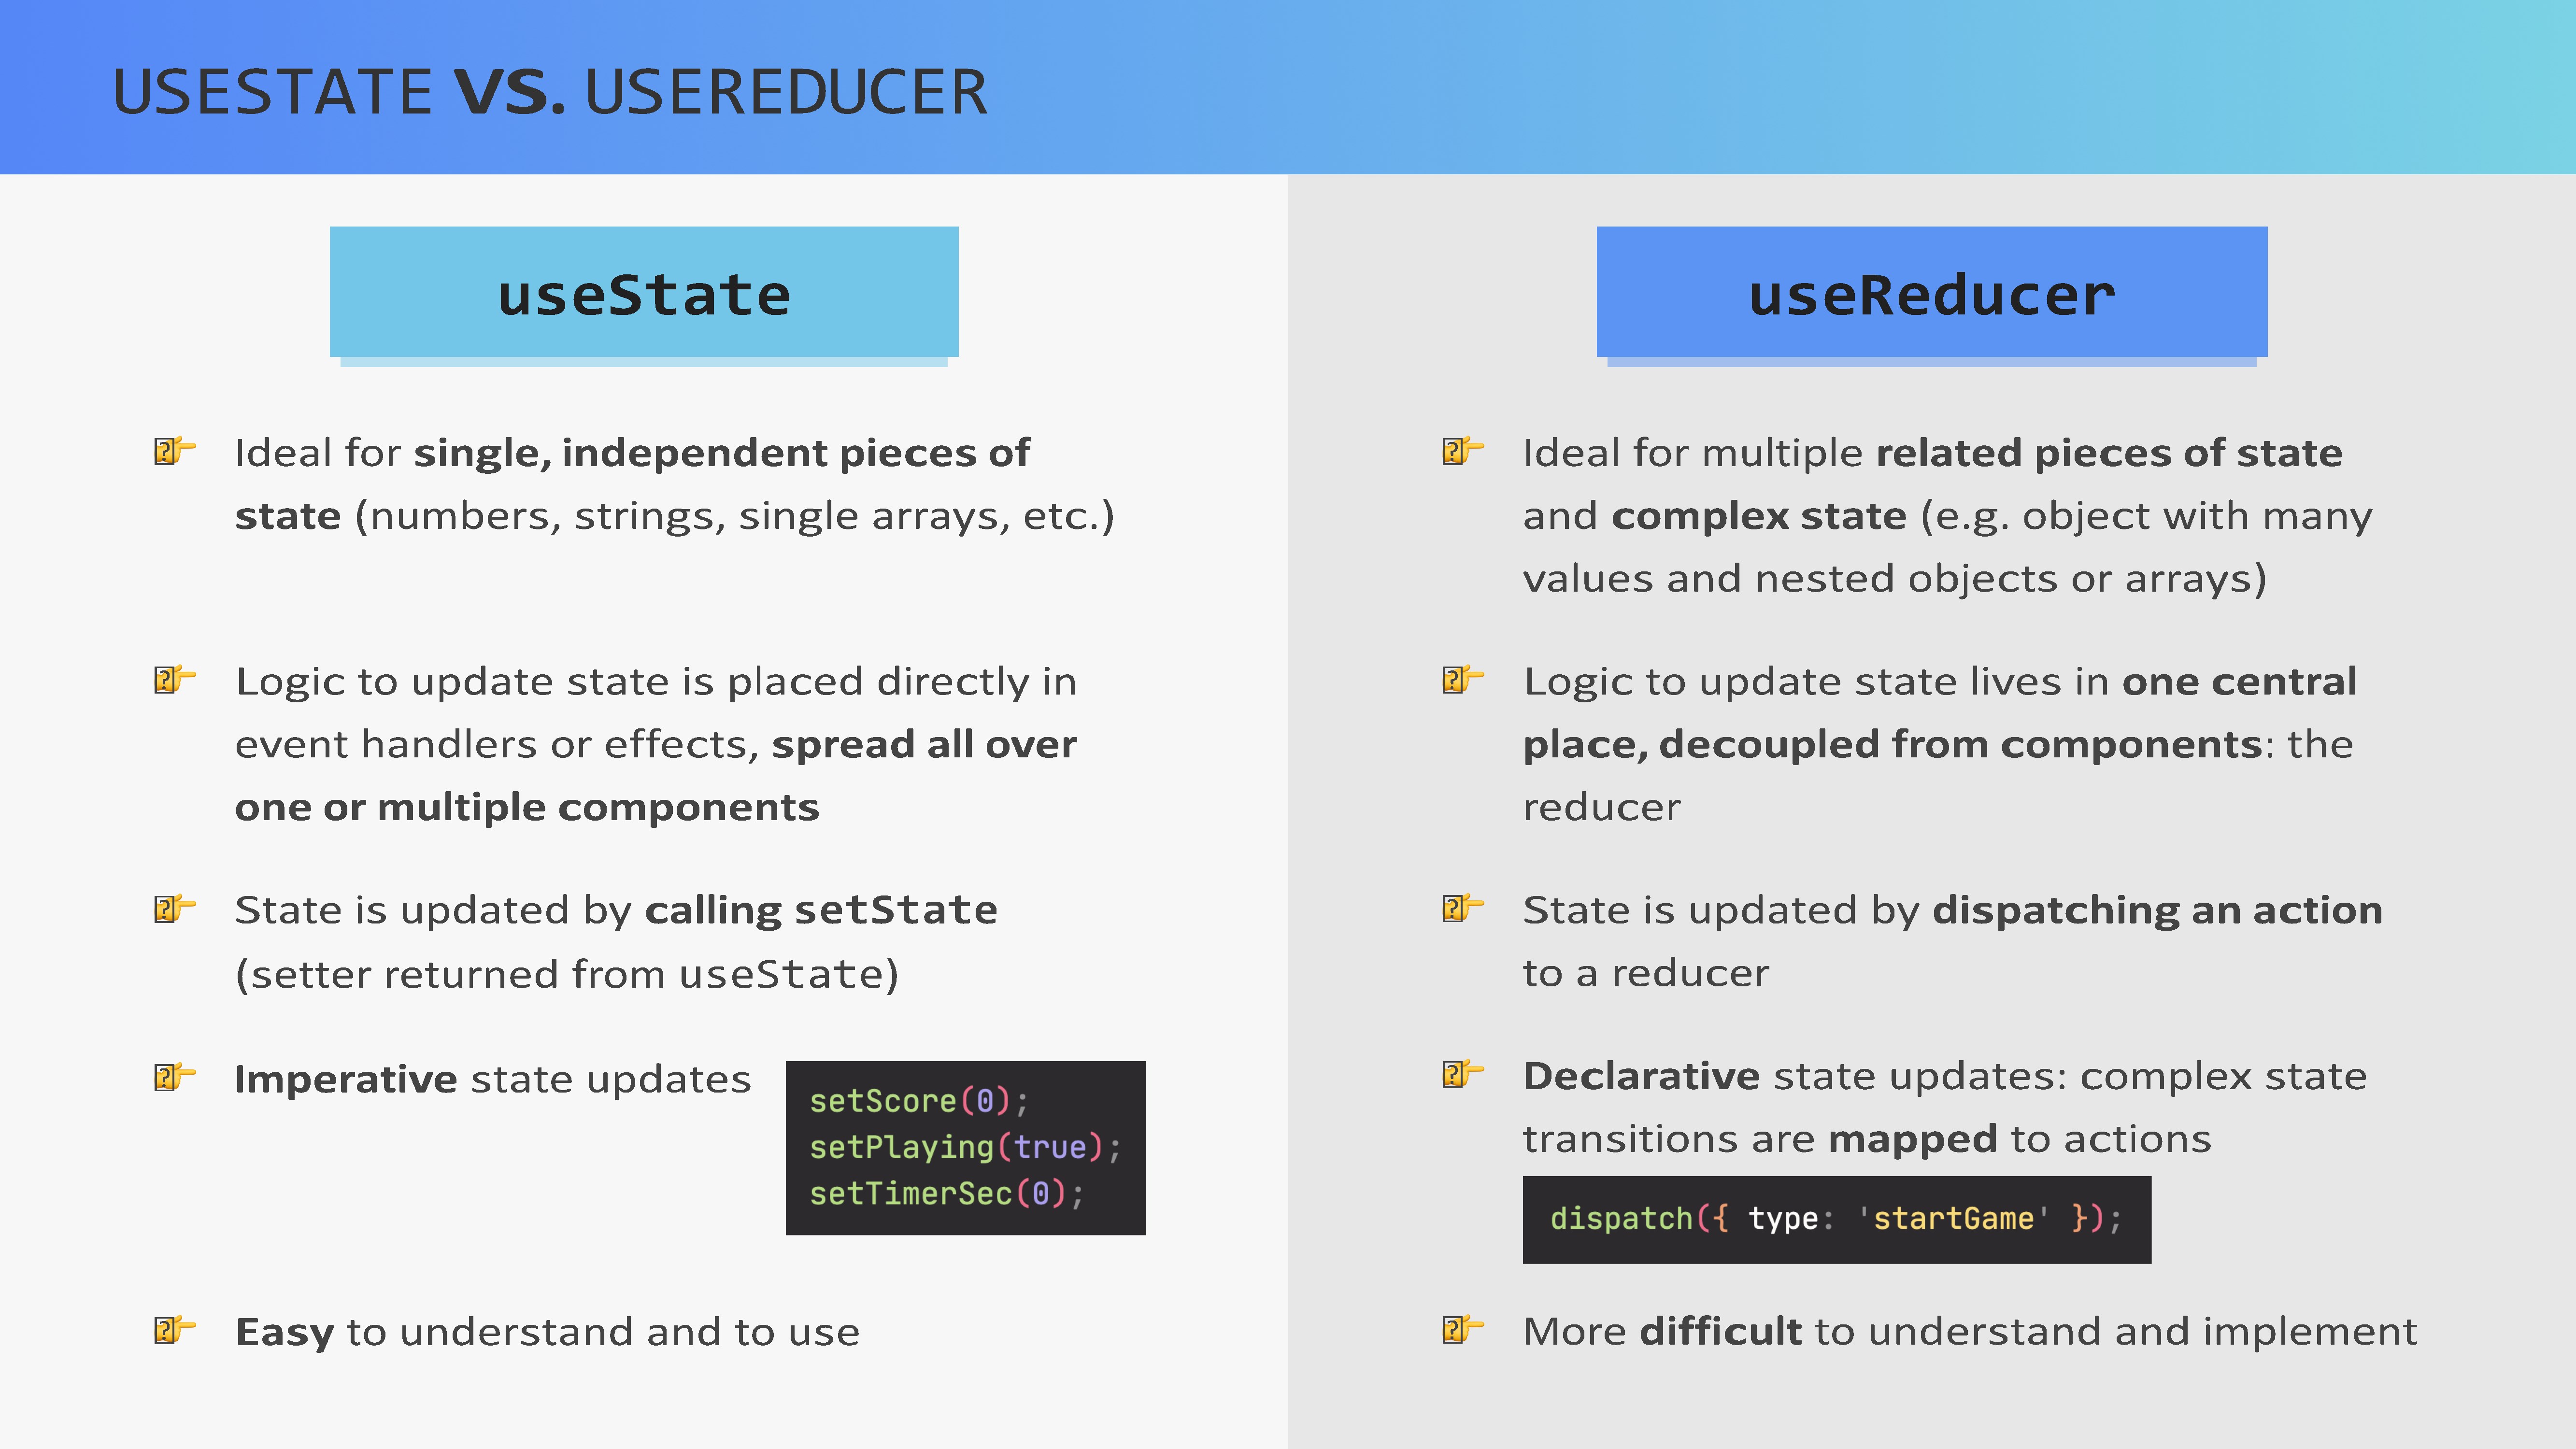 USESTATE VS. USEREDUCER
useState
Ideal for single, independent pieces of
state (numbers, strings, single arrays, etc.)
Logic to update state is placed directly in
event handlers or effects, spread all over
one or multiple components
State is updated by calling setState
(setter returned from useState)
Imperative state updates
setScore(0);
setPlaying(true);
setTimerSec(0);
Easy to understand and to use
useReducer
Ideal for multiple related pieces of state
and complex state (e.g. object with many
values and nested objects or arrays)
Logic to update state lives in one central
place, decoupled from components: the
reducer
State is updated by dispatching an action
to a reducer
Declarative state updates: complex state
transitions are mapped to actions
dispatch({ type: 'startGame' });
More difficult to understand and implement